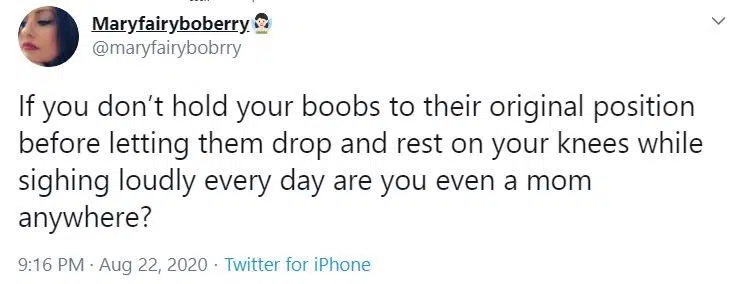 Maryfairyboberry👩🏻‍⚕️
@maryfairybobrry
If you don’t hold your boobs to their original position
before letting them drop and rest on your knees while
sighing loudly every day are you even a mom
anywhere?
9:16 PM · Aug 22, 2020 · Twitter for iPhone